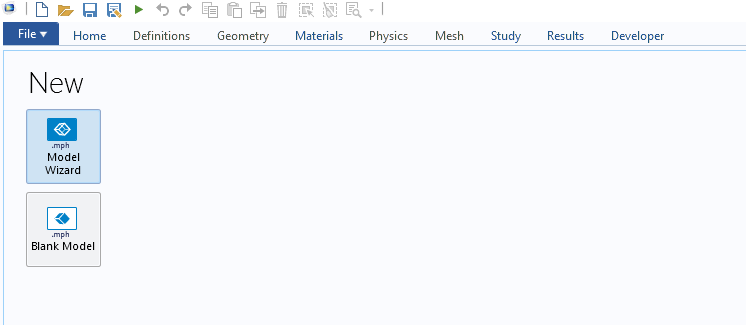 File Home Definitions Geometry Materials Physics Mesh Study Results Developer
New
.mph
Model
Wizard
.mph
Blank Model